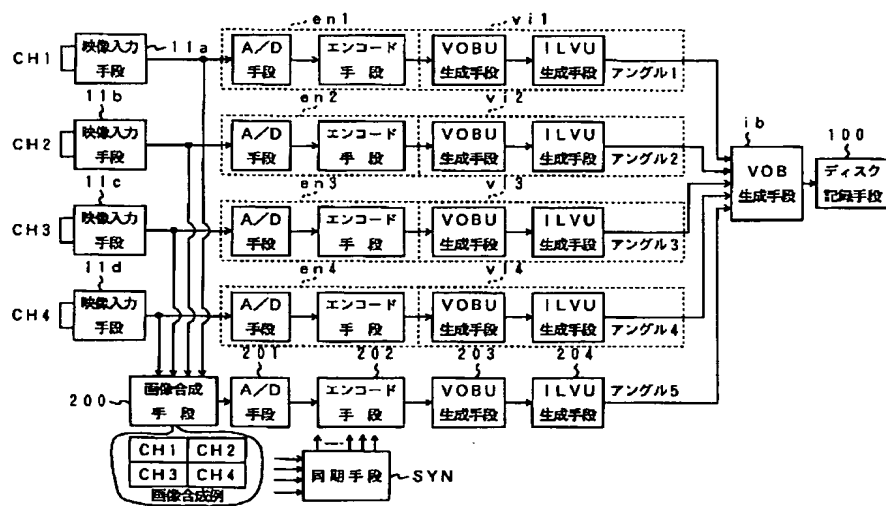 en1
vi1
CH1
映像入力
手段
11a
A/D
手段
エンコード
手段
VOBU
生成手段
ILVU
生成手段
アングル1
11b
en2
vi2
CH2
映像入力
手段
A/D
手段
エンコード
手段
VOBU
生成手段
ILVU
生成手段
アングル2
ib
100
VOB
生成手段
ディスク
記録手段
11c
en3
vi3
CH3
映像入力
手段
A/D
手段
エンコード
手段
VOBU
生成手段
ILVU
生成手段
アングル3
11d
en4
vi4
CH4
映像入力
手段
A/D
手段
エンコード
手段
VOBU
生成手段
ILVU
生成手段
アングル4
201
202
203
204
200
画像合成
手段
A/D
手段
エンコード
手段
VOBU
生成手段
ILVU
生成手段
アングル5
CH1 CH2
CH3 CH4
画像合成例
同期手段
SYN